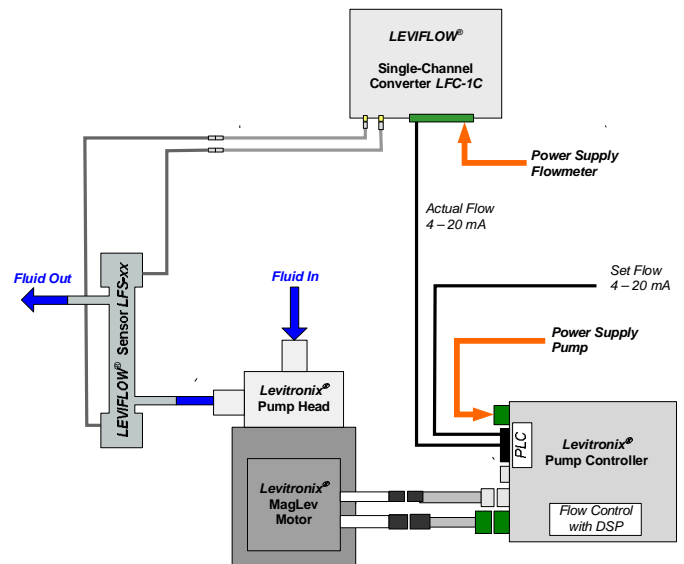 LEVIFLOW®
Single-Channel
Converter LFC-1C
Power Supply
Flowmeter
Actual Flow
4 – 20 mA
Set Flow
4 – 20 mA
Fluid Out
Fluid In
LEVIFLOW® Sensor LFS-xx
Power Supply
Pump
Levitronix®
Pump Head
PLC
Levitronix®
Pump Controller
Levitronix®
MagLev
Motor
Flow Control
with DSP